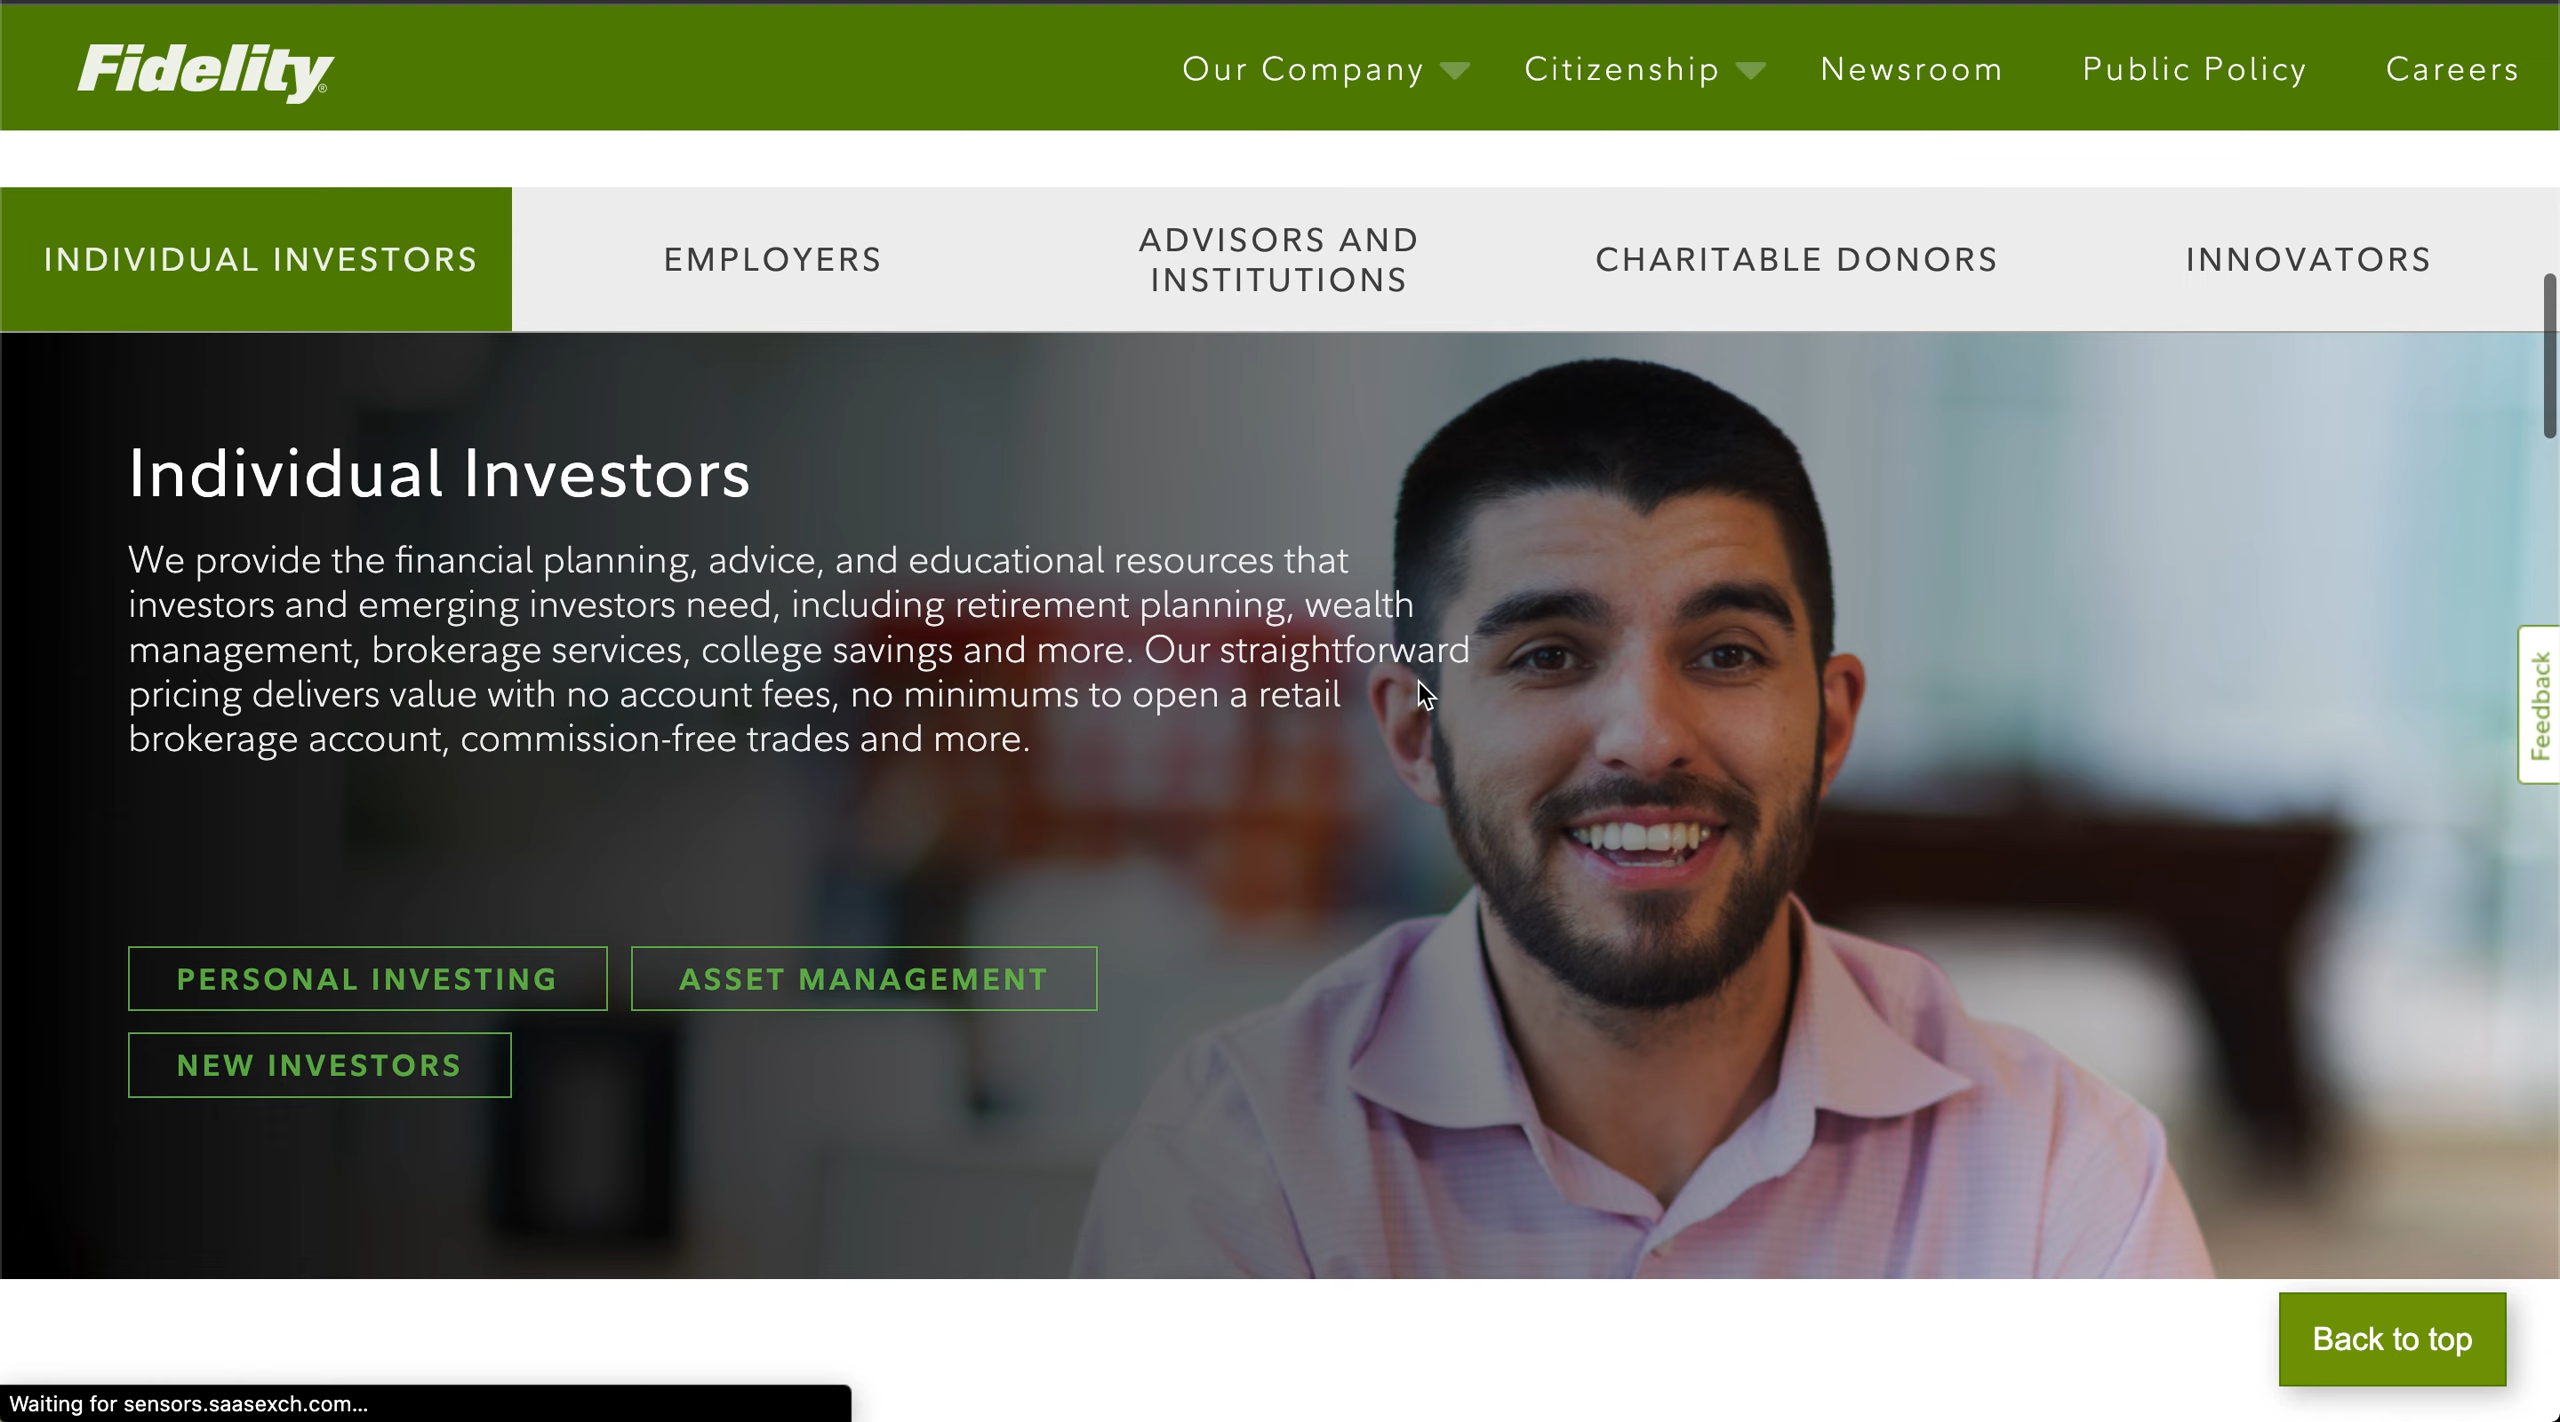 Fidelity®
Our Company
Citizenship
Newsroom
Public Policy
Careers
INDIVIDUAL INVESTORS
EMPLOYERS
ADVISORS AND
INSTITUTIONS
CHARITABLE DONORS
INNOVATORS
Individual Investors
We provide the financial planning, advice, and educational resources that
investors and emerging investors need, including retirement planning, wealth
management, brokerage services, college savings and more. Our straightforward
pricing delivers value with no account fees, no minimums to open a retail
brokerage account, commission-free trades and more.
Feedback
PERSONAL INVESTING
ASSET MANAGEMENT
NEW INVESTORS
Back to top
Waiting for sensors.saasexch.com...